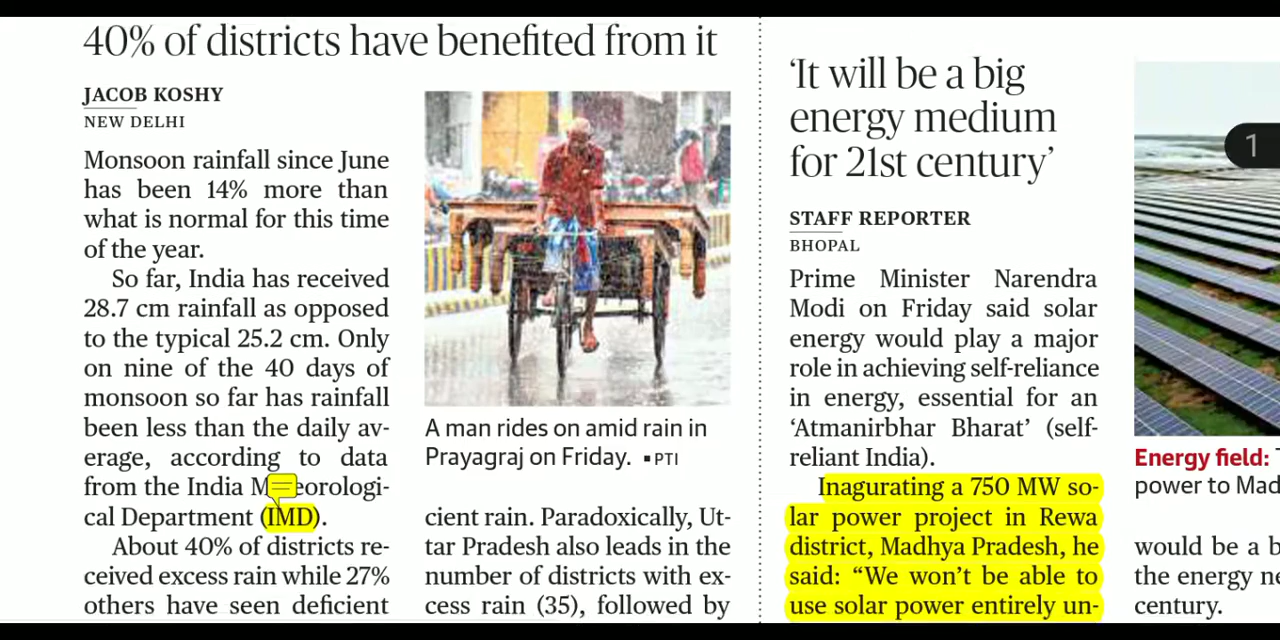 40% of districts have benefited from it
JACOB KOSHY
NEW DELHI
Monsoon rainfall since June
has been 14% more than
what is normal for this time
of the year.
So far, India has received
28.7 cm rainfall as opposed
to the typical 25.2 cm. Only
on nine of the 40 days of
monsoon so far has rainfall
been less than the daily av-
erage, according to data
from the India M eorologi-
cal Department (IMD).
About 40% of districts re-
ceived excess rain while 27%
others have seen deficient
A man rides on amid rain in
Prayagraj on Friday. ▪PTI
cient rain. Paradoxically, Ut-
tar Pradesh also leads in the
number of districts with ex-
cess rain (35), followed by
'It will be a big
energy medium
for 21st century'
STAFF REPORTER
BHOPAL
Prime Minister Narendra
Modi on Friday said solar
energy would play a major
role in achieving self-reliance
in energy, essential for an
'Atmanirbhar Bharat' (self-
reliant India).
Inagurating a 750 MW so-
lar power project in Rewa
district, Madhya Pradesh, he
said: "We won't be able to
use solar power entirely un-
1
Energy field:
power to Mad
would be a b
the energy ne
century.